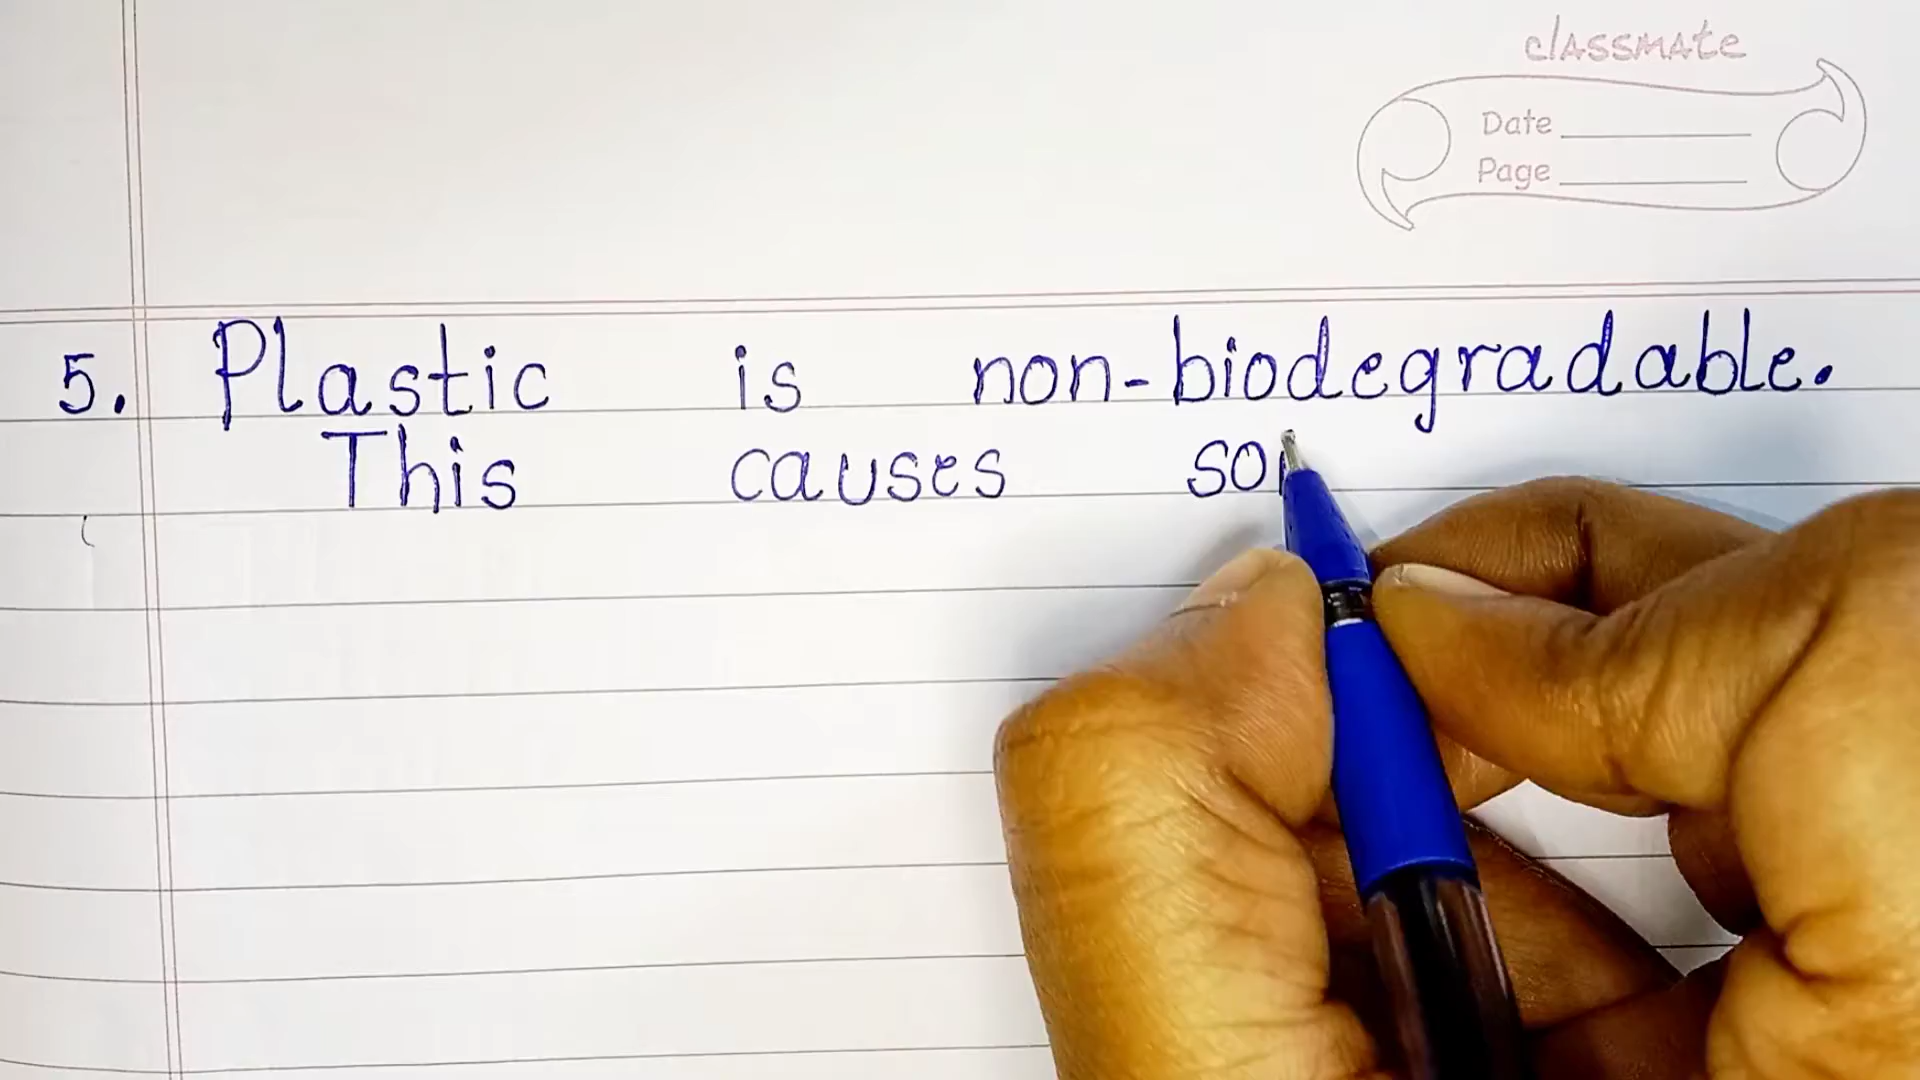 classmate
Date
Page
5. Plastic is non-biodegradable.
This causes